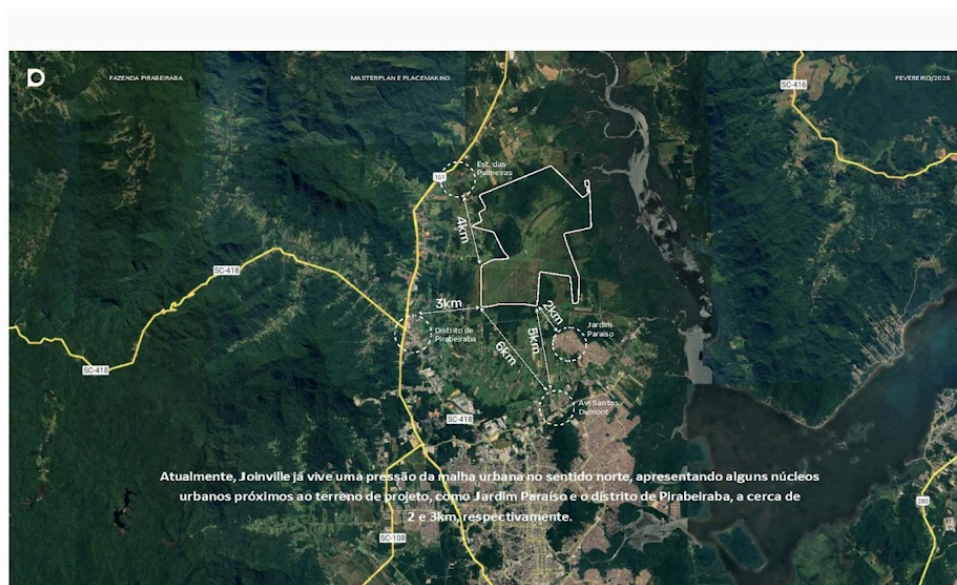 FAZENDA PIRABEIRABA
MASTERPLAN E PLACEMAKING
FEVEREIRO/2026
SC-416
Est. das
Palmeiras
101
4km
SC-418
3km
Distrito de
Pirabeiraba
2km
Jardim
Paraíso
5km
6km
SC-418
Av. Santos
Dumont
SC-418
Atualmente, Joinville já vive uma pressão da malha urbana no sentido norte, apresentando alguns núcleos
urbanos próximos ao terreno de projeto, como Jardim Paraíso e o distrito de Pirabeiraba, a cerca de
2 e 3km, respectivamente.
280
SC-108